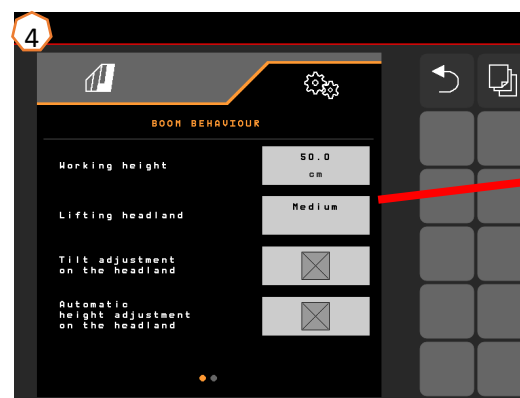 4
BOOM BEHAVIOUR
Working height
50.0
cm
Lifting headland
Medium
Tilt adjustment
on the headland
Automatic
height adjustment
on the headland